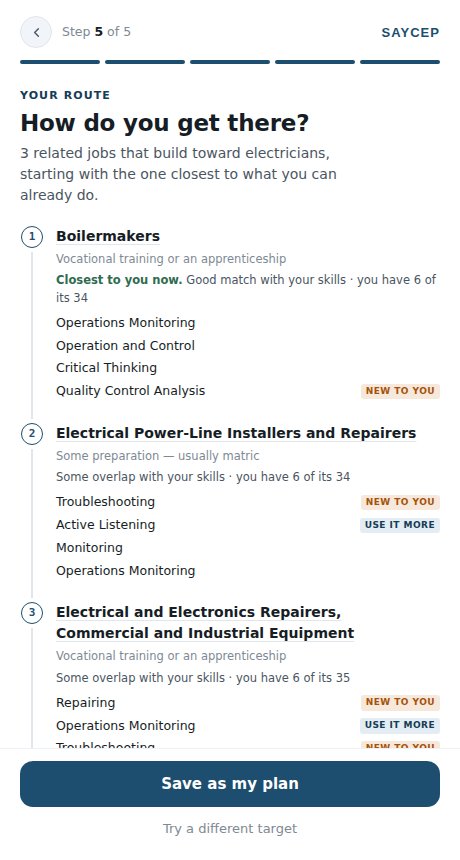 Step 5 of 5
SAYCEP
YOUR ROUTE
How do you get there?
3 related jobs that build toward electricians,
starting with the one closest to what you can
already do.
1
Boilermakers
Vocational training or an apprenticeship
Closest to you now. Good match with your skills · you have 6 of
its 34
Operations Monitoring
Operation and Control
Critical Thinking
Quality Control Analysis NEW TO YOU
2
Electrical Power-Line Installers and Repairers
Some preparation — usually matric
Some overlap with your skills · you have 6 of its 34
Troubleshooting NEW TO YOU
Active Listening USE IT MORE
Monitoring
Operations Monitoring
3
Electrical and Electronics Repairers,
Commercial and Industrial Equipment
Vocational training or an apprenticeship
Some overlap with your skills · you have 6 of its 35
Repairing NEW TO YOU
Operations Monitoring USE IT MORE
Troubleshooting NEW TO YOU
Save as my plan
Try a different target